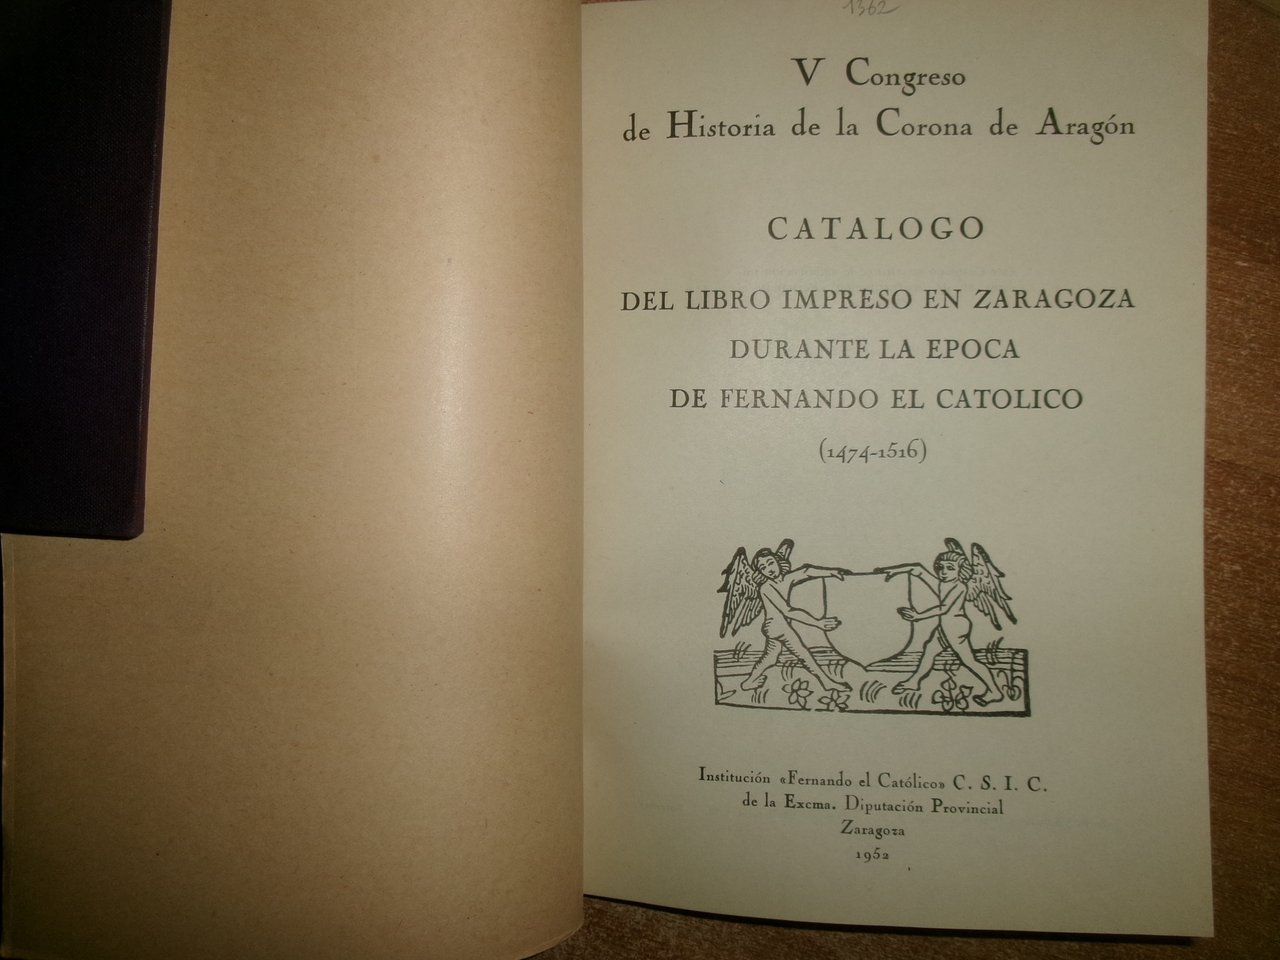 1362
V Congreso
de Historia de la Corona de Aragón
CATALOGO
DEL LIBRO IMPRESO EN ZARAGOZA
DURANTE LA EPOCA
DE FERNANDO EL CATOLICO
(1474-1516)
Institución «Fernando el Católico» C. S. I. C.
de la Excma. Diputación Provincial
Zaragoza
1952